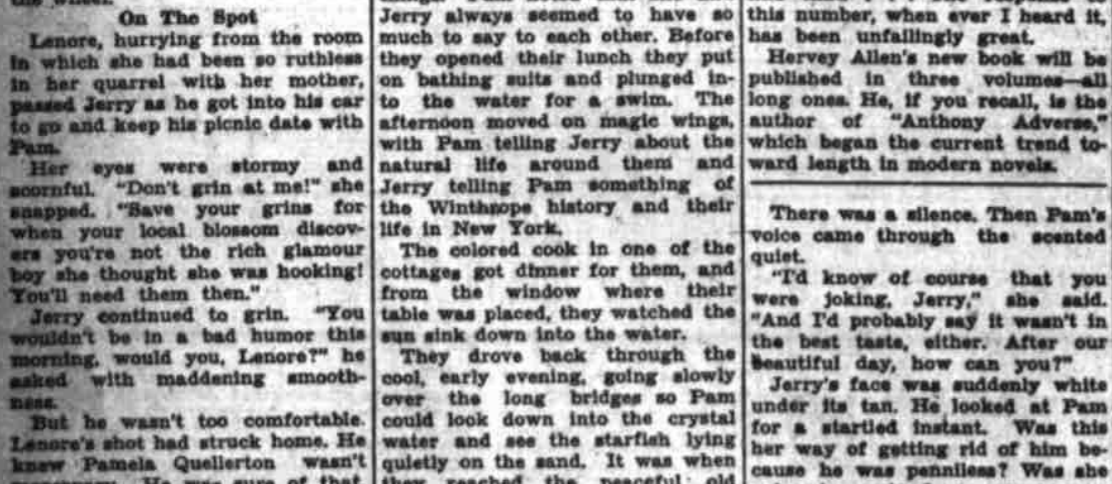 On The Spot
Lenore, hurrying from the room
in which she had been so ruthless
in her quarrel with her mother,
passed Jerry as he got into his car
to go and keep his picnic date with
Pam.
Her eyes were stormy and
scornful. "Don't grin at me!" she
snapped. "Save your grins for
when your local blossom discov-
ers you're not the rich glamour
boy she thought she was hooking!
You'll need them then."
Jerry continued to grin. "You
wouldn't be in a bad humor this
morning, would you, Lenore?" he
asked with maddening smooth-
ness.
But he wasn't too comfortable.
Lenore's shot had struck home. He
knew Pamela Quellerton wasn't
He was sure of that
Jerry always seemed to have so
much to say to each other. Before
they opened their lunch they put
on bathing suits and plunged in-
to the water for a swim. The
afternoon moved on magic wings,
with Pam telling Jerry about the
natural life around them and
Jerry telling Pam something of
the Winthrope history and their
life in New York.
The colored cook in one of the
cottages got dinner for them, and
from the window where their
table was placed, they watched the
sun sink down into the water.
They drove back through the
cool, early evening, going slowly
over the long bridges so Pam
could look down into the crystal
water and see the starfish lying
quietly on the sand. It was when
they reached the peaceful old
this number, when ever I heard it,
has been unfailingly great.
Hervey Allen's new book will be
published in three volumes—all
long ones. He, if you recall, is the
author of "Anthony Adverse,"
which began the current trend to-
ward length in modern novels.
There was a silence. Then Pam's
voice came through the scented
quiet.
"I'd know of course that you
were joking, Jerry," she said.
"And I'd probably say it wasn't in
the best taste, either. After our
beautiful day, how can you?"
Jerry's face was suddenly white
under its tan. He looked at Pam
for a startled instant. Was this
her way of getting rid of him be-
cause he was penniless? Was she